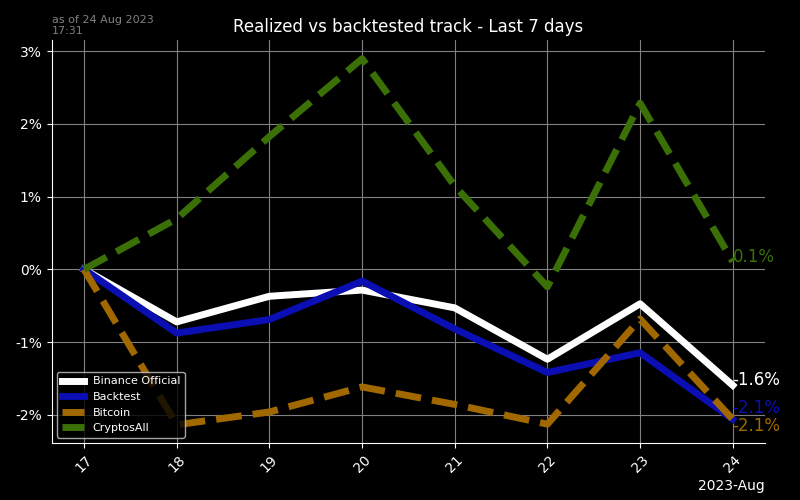 as of 24 Aug 2023
17:31
Realized vs backtested track - Last 7 days
3%
2%
1%
0%
-1%
-2%
0.1%
-1.6%
-2.1%
-2.1%
Binance Official
Backtest
Bitcoin
CryptosAll
17
18
19
20
21
22
23
24
2023-Aug